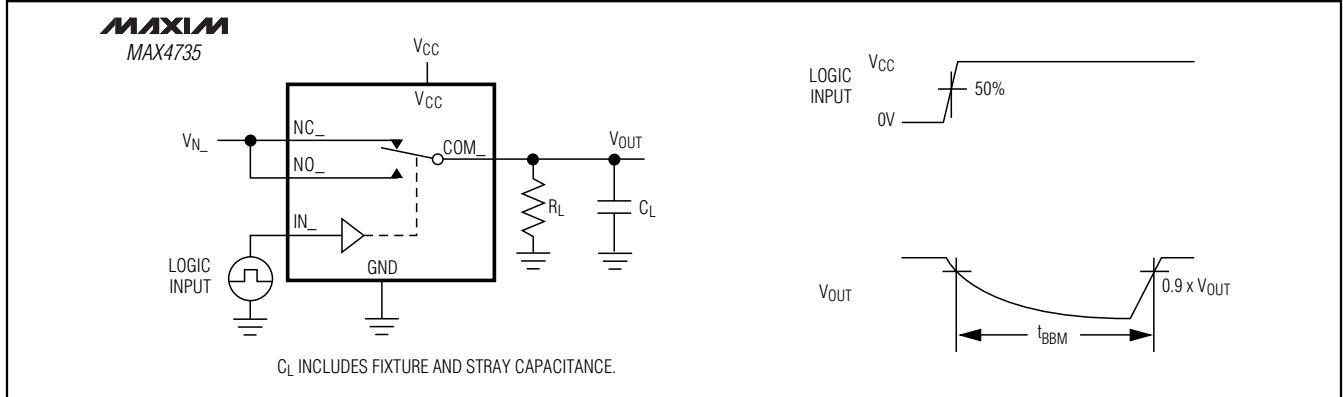 MAXIM
MAX4735
VCC
VCC
VN_
NC_
NO_
COM_
VOUT
RL
CL
IN_
LOGIC
INPUT
GND
CL INCLUDES FIXTURE AND STRAY CAPACITANCE.
LOGIC
INPUT
VCC
50%
0V
VOUT
0.9 x VOUT
tBBM